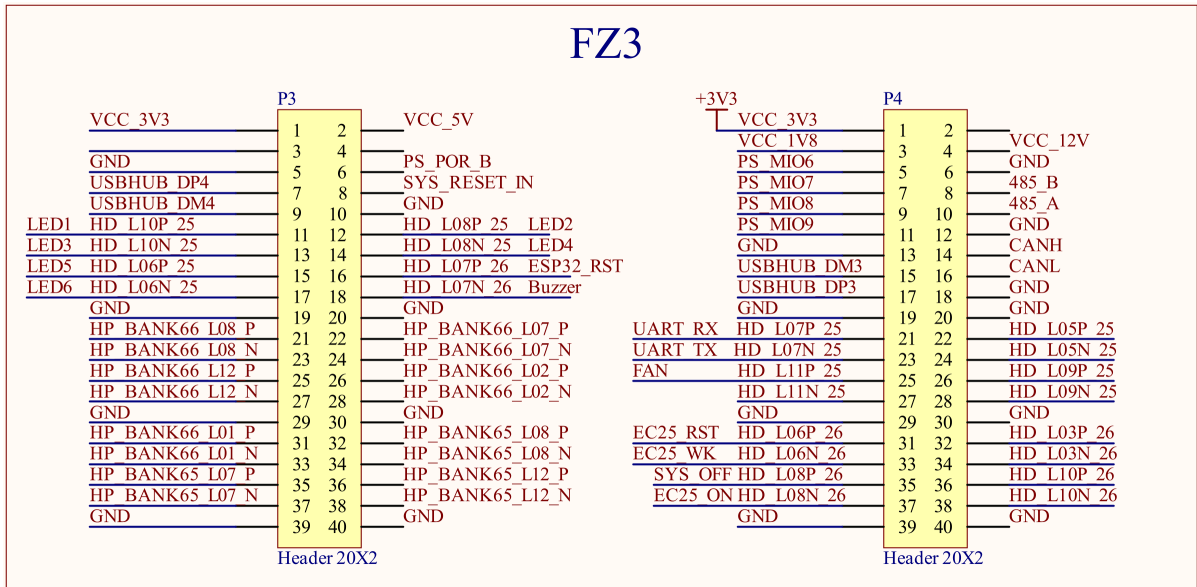 FZ3
P3
VCC_3V3 1 2 VCC_5V
3 4
GND 5 6 PS_POR_B
USBHUB_DP4 7 8 SYS_RESET_IN
USBHUB_DM4 9 10 GND
LED1 HD_L10P_25 11 12 HD_L08P_25 LED2
LED3 HD_L10N_25 13 14 HD_L08N_25 LED4
LED5 HD_L06P_25 15 16 HD_L07P_26 ESP32_RST
LED6 HD_L06N_25 17 18 HD_L07N_26 Buzzer
GND 19 20 GND
HP_BANK66_L08_P 21 22 HP_BANK66_L07_P
HP_BANK66_L08_N 23 24 HP_BANK66_L07_N
HP_BANK66_L12_P 25 26 HP_BANK66_L02_P
HP_BANK66_L12_N 27 28 HP_BANK66_L02_N
GND 29 30 GND
HP_BANK66_L01_P 31 32 HP_BANK65_L08_P
HP_BANK66_L01_N 33 34 HP_BANK65_L08_N
HP_BANK65_L07_P 35 36 HP_BANK65_L12_P
HP_BANK65_L07_N 37 38 HP_BANK65_L12_N
GND 39 40 GND
Header 20X2
+3V3
P4
VCC_3V3 1 2
VCC_1V8 3 4 VCC_12V
PS_MIO6 5 6 GND
PS_MIO7 7 8 485_B
PS_MIO8 9 10 485_A
PS_MIO9 11 12 GND
GND 13 14 CANH
USBHUB_DM3 15 16 CANL
USBHUB_DP3 17 18 GND
GND 19 20 GND
UART_RX HD_L07P_25 21 22 HD_L05P_25
UART_TX HD_L07N_25 23 24 HD_L05N_25
FAN HD_L11P_25 25 26 HD_L09P_25
HD_L11N_25 27 28 HD_L09N_25
GND 29 30 GND
EC25_RST HD_L06P_26 31 32 HD_L03P_26
EC25_WK HD_L06N_26 33 34 HD_L03N_26
SYS_OFF HD_L08P_26 35 36 HD_L10P_26
EC25_ON HD_L08N_26 37 38 HD_L10N_26
GND 39 40 GND
Header 20X2